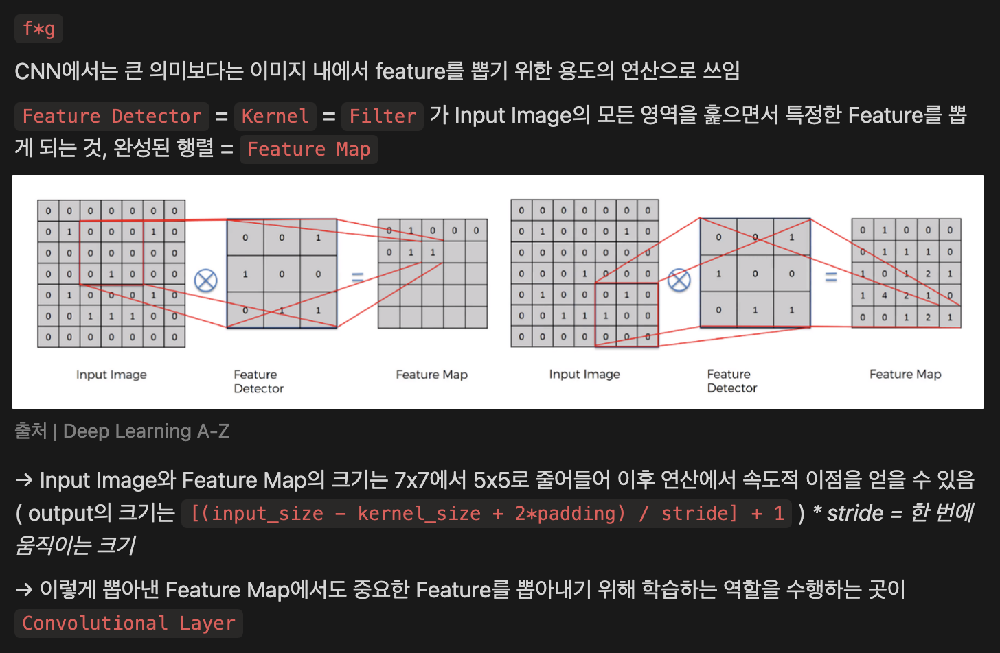 f*g
CNN에서는 큰 의미보다는 이미지 내에서 feature를 뽑기 위한 용도의 연산으로 쓰임
Feature Detector = Kernel = Filter 가 Input Image의 모든 영역을 훑으면서 특정한 Feature를 뽑
게 되는 것, 완성된 행렬 = Feature Map
0 0 0 0 0 0 0
0 1 0 0 0 1 0
0 0 0 0 0 0 0
0 0 0 1 0 0 0
0 1 0 0 0 1 0
0 0 1 1 1 0 0
0 0 0 0 0 0 0
Input Image
⊗
0 0 1
1 0 0
0 1 1
Feature
Detector
=
0 1 0 0 0
0 1 1
Feature Map
0 0 0 0 0 0 0
0 1 0 0 0 1 0
0 0 0 0 0 0 0
0 0 0 1 0 0 0
0 1 0 0 0 1 0
0 0 1 1 1 0 0
0 0 0 0 0 0 0
Input Image
⊗
0 0 1
1 0 0
0 1 1
Feature
Detector
=
0 1 0 0 0
0 1 1 1 0
1 0 1 2 1
1 4 2 1 0
0 0 1 2 1
Feature Map
출처 | Deep Learning A-Z
→ Input Image와 Feature Map의 크기는 7x7에서 5x5로 줄어들어 이후 연산에서 속도적 이점을 얻을 수 있음
( output의 크기는 [(input_size - kernel_size + 2*padding) / stride] + 1 ) * stride = 한 번에
움직이는 크기
→ 이렇게 뽑아낸 Feature Map에서도 중요한 Feature를 뽑아내기 위해 학습하는 역할을 수행하는 곳이
Convolutional Layer